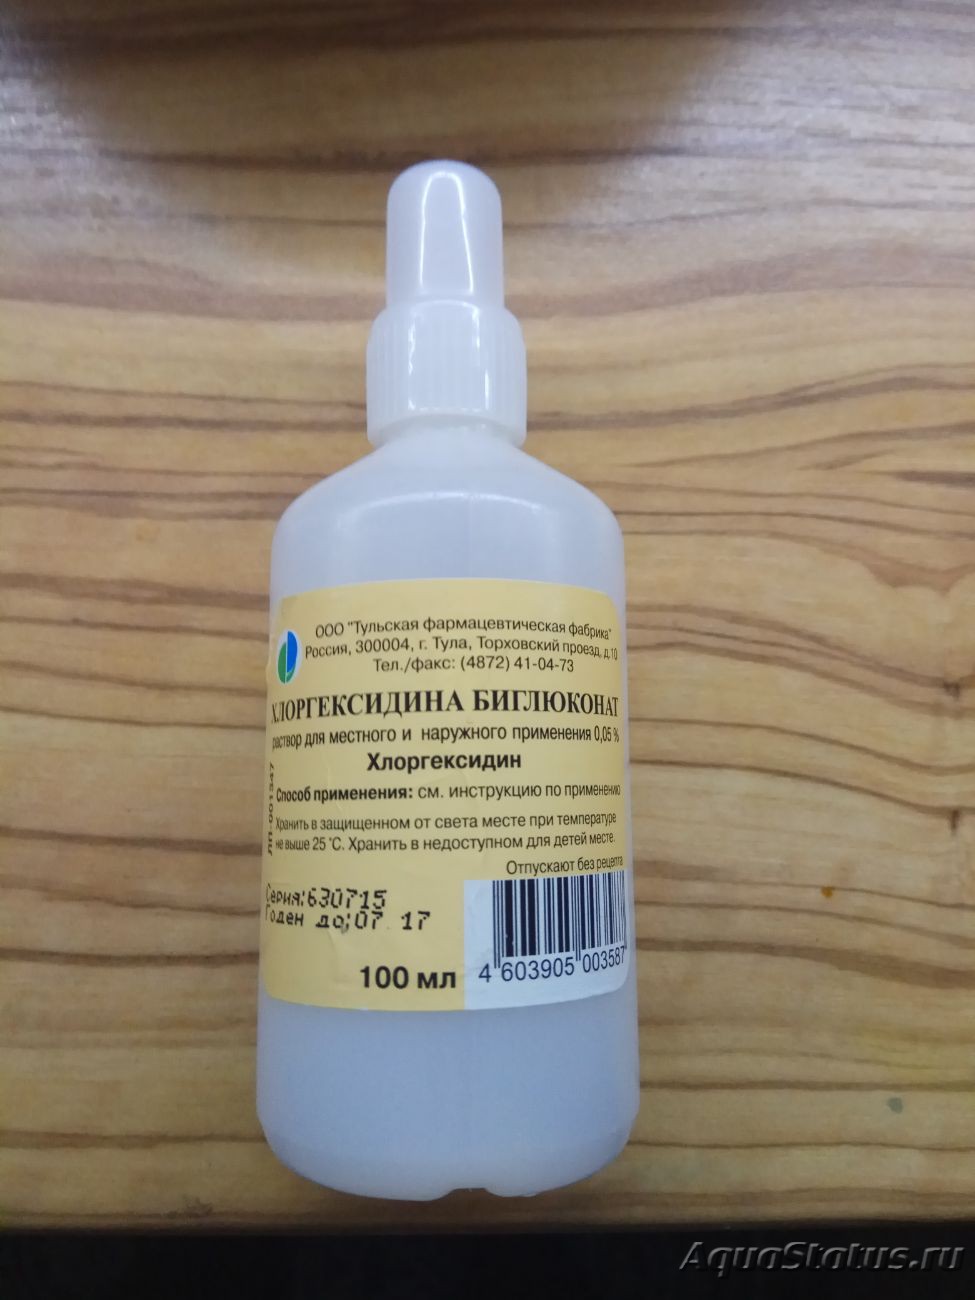 ООО "Тульская фармацевтическая фабрика"
Россия, 300004, г. Тула, Торховский проезд, д.10
Тел./факс: (4872) 41-04-73
ХЛОРГЕКСИДИНА БИГЛЮКОНАТ
раствор для местного и наружного применения 0,05 %
Хлоргексидин
Способ применения: см. инструкцию по применению
Хранить в защищенном от света месте при температуре
не выше 25 °С. Хранить в недоступном для детей месте.
Отпускают без рецепта
ЛП-001347
Серия:630715
Годен до;07 17
100 мл
4 603905 003587
AquaStatus.ru